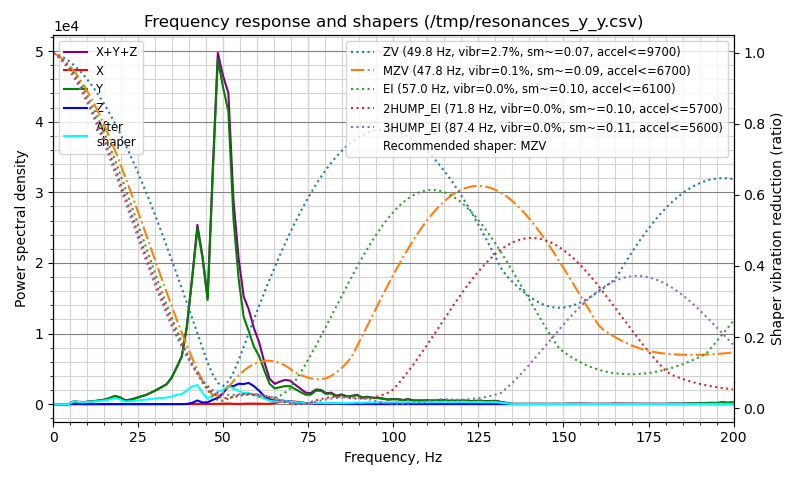 Frequency response and shapers (/tmp/resonances_y_y.csv)
1e4
X+Y+Z
X
Y
Z
After
shaper
ZV (49.8 Hz, vibr=2.7%, sm~=0.07, accel<=9700)
MZV (47.8 Hz, vibr=0.1%, sm~=0.09, accel<=6700)
EI (57.0 Hz, vibr=0.0%, sm~=0.10, accel<=6100)
2HUMP_EI (71.8 Hz, vibr=0.0%, sm~=0.10, accel<=5700)
3HUMP_EI (87.4 Hz, vibr=0.0%, sm~=0.11, accel<=5600)
Recommended shaper: MZV
Power spectral density
5
4
3
2
1
0
Shaper vibration reduction (ratio)
1.0
0.8
0.6
0.4
0.2
0.0
0 25 50 75 100 125 150 175 200
Frequency, Hz